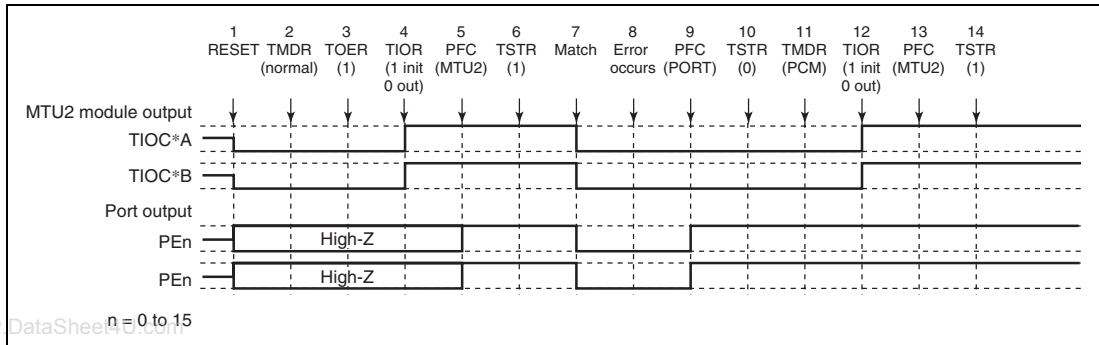 1 2 3 4 5 6 7 8 9 10 11 12 13 14
RESET TMDR TOER TIOR PFC TSTR Match Error PFC TSTR TMDR TIOR PFC TSTR
(normal) (1) (1 init (MTU2) (1) occurs (PORT) (0) (PCM) (1 init (MTU2) (1)
0 out) 0 out)
MTU2 module output
TIOC*A
TIOC*B
Port output
PEn High-Z
PEn High-Z
n = 0 to 15
.DataSheet4U.com